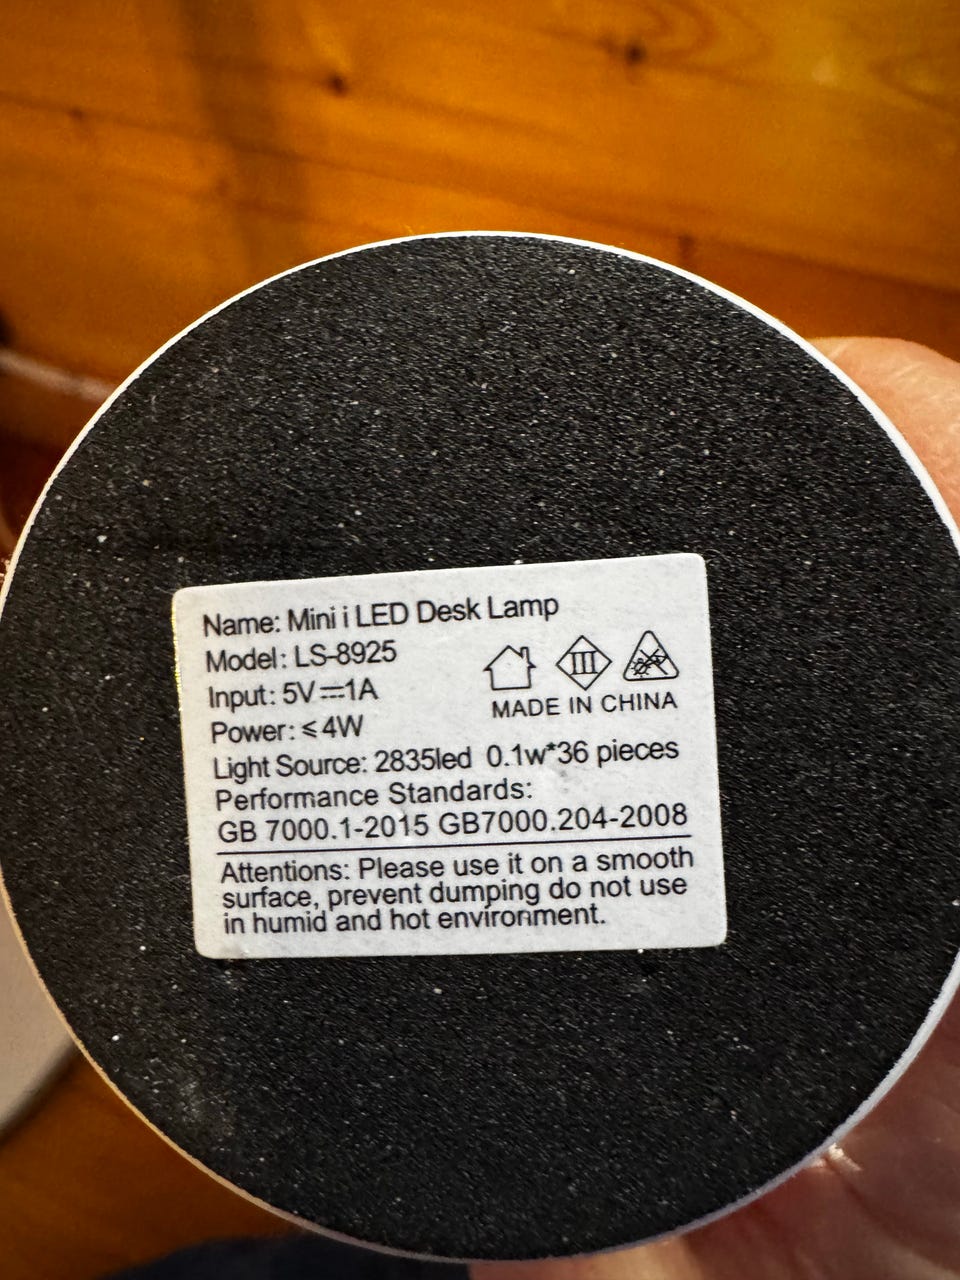 Name: Mini i LED Desk Lamp
Model: LS-8925
Input: 5V⎓1A
Power: ≤4W
III
MADE IN CHINA
Light Source: 2835led 0.1w*36 pieces
Performance Standards:
GB 7000.1-2015 GB7000.204-2008
Attentions: Please use it on a smooth
surface, prevent dumping do not use
in humid and hot environment.